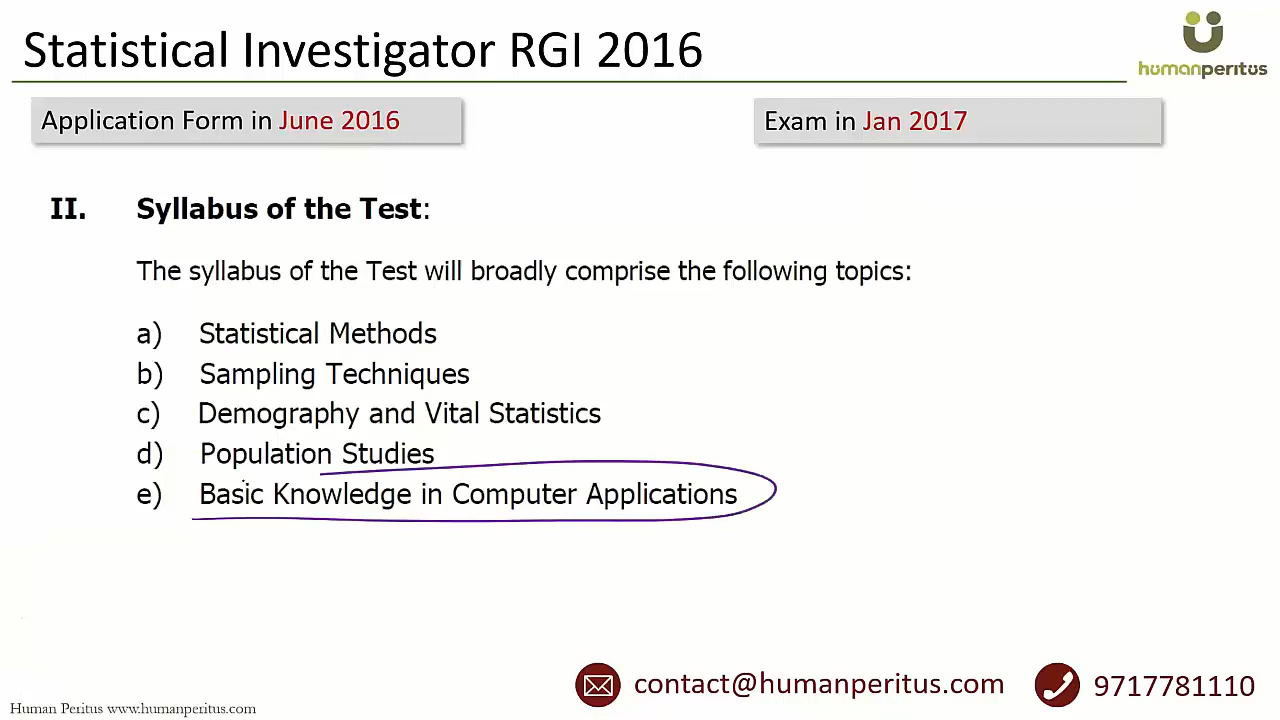 Statistical Investigator RGI 2016
humanperitus
Application Form in June 2016
Exam in Jan 2017
II. Syllabus of the Test:
The syllabus of the Test will broadly comprise the following topics:
a) Statistical Methods
b) Sampling Techniques
c) Demography and Vital Statistics
d) Population Studies
e) Basic Knowledge in Computer Applications
contact@humanperitus.com
9717781110
Human Peritus www.humanperitus.com